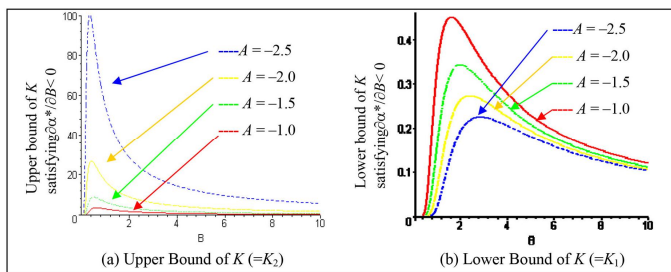 Upper bound of K
satisfying∂α*/∂B< 0
100
80
60
40
20
0
2
4
6
8
10
B
A = −2.5
A = −2.0
A = −1.5
A = −1.0
(a) Upper Bound of K (=K2)
Lower bound of K
satisfying∂α*/∂B< 0
0.4
0.3
0.2
0.1
0
2
4
6
8
10
A = −2.5
A = −2.0
A = −1.5
A = −1.0
(b) Lower Bound of K (=K1)